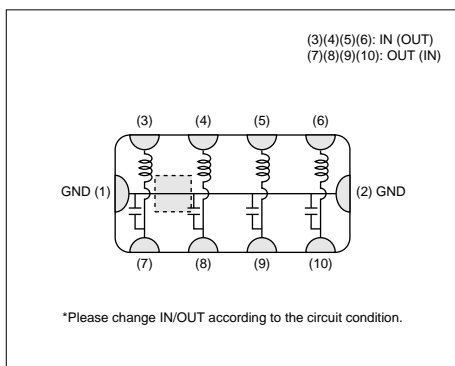 (3)(4)(5)(6): IN (OUT)
(7)(8)(9)(10): OUT (IN)
(3) (4) (5) (6)
GND (1) (2) GND
(7) (8) (9) (10)
*Please change IN/OUT according to the circuit condition.